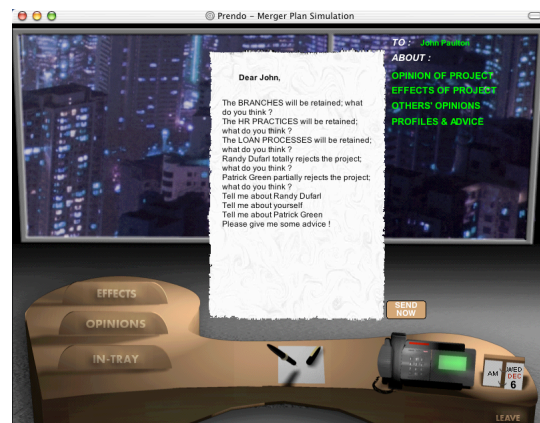 Prendo - Merger Plan Simulation
TO : John Paulton
ABOUT :
OPINION OF PROJECT
EFFECTS OF PROJECT
OTHERS' OPINIONS
PROFILES & ADVICE
Dear John,
The BRANCHES will be retained; what
do you think ?
The HR PRACTICES will be retained;
what do you think ?
The LOAN PROCESSES will be retained;
what do you think ?
Randy Dufarl totally rejects the project;
what do you think ?
Patrick Green partially rejects the project;
what do you think ?
Tell me about Randy Dufarl
Tell me about yourself
Tell me about Patrick Green
Please give me some advice !
SEND
NOW
EFFECTS
OPINIONS
IN-TRAY
AM
WED
DEC
6
LEAVE